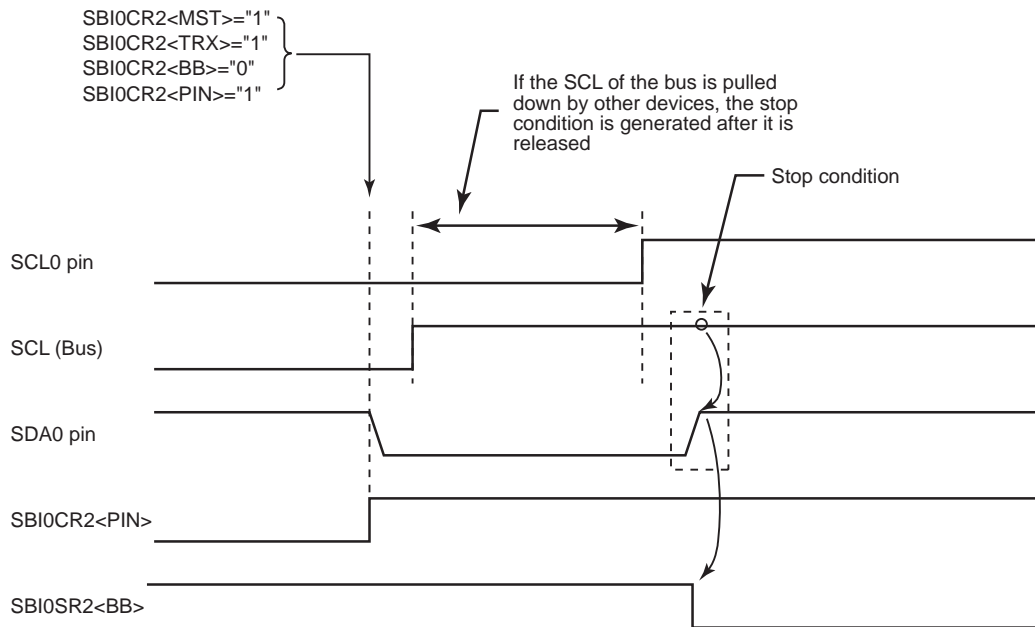 SBI0CR2<MST>="1"
SBI0CR2<TRX>="1"
SBI0CR2<BB>="0"
SBI0CR2<PIN>="1"
If the SCL of the bus is pulled
down by other devices, the stop
condition is generated after it is
released
Stop condition
SCL0 pin
SCL (Bus)
SDA0 pin
SBI0CR2<PIN>
SBI0SR2<BB>